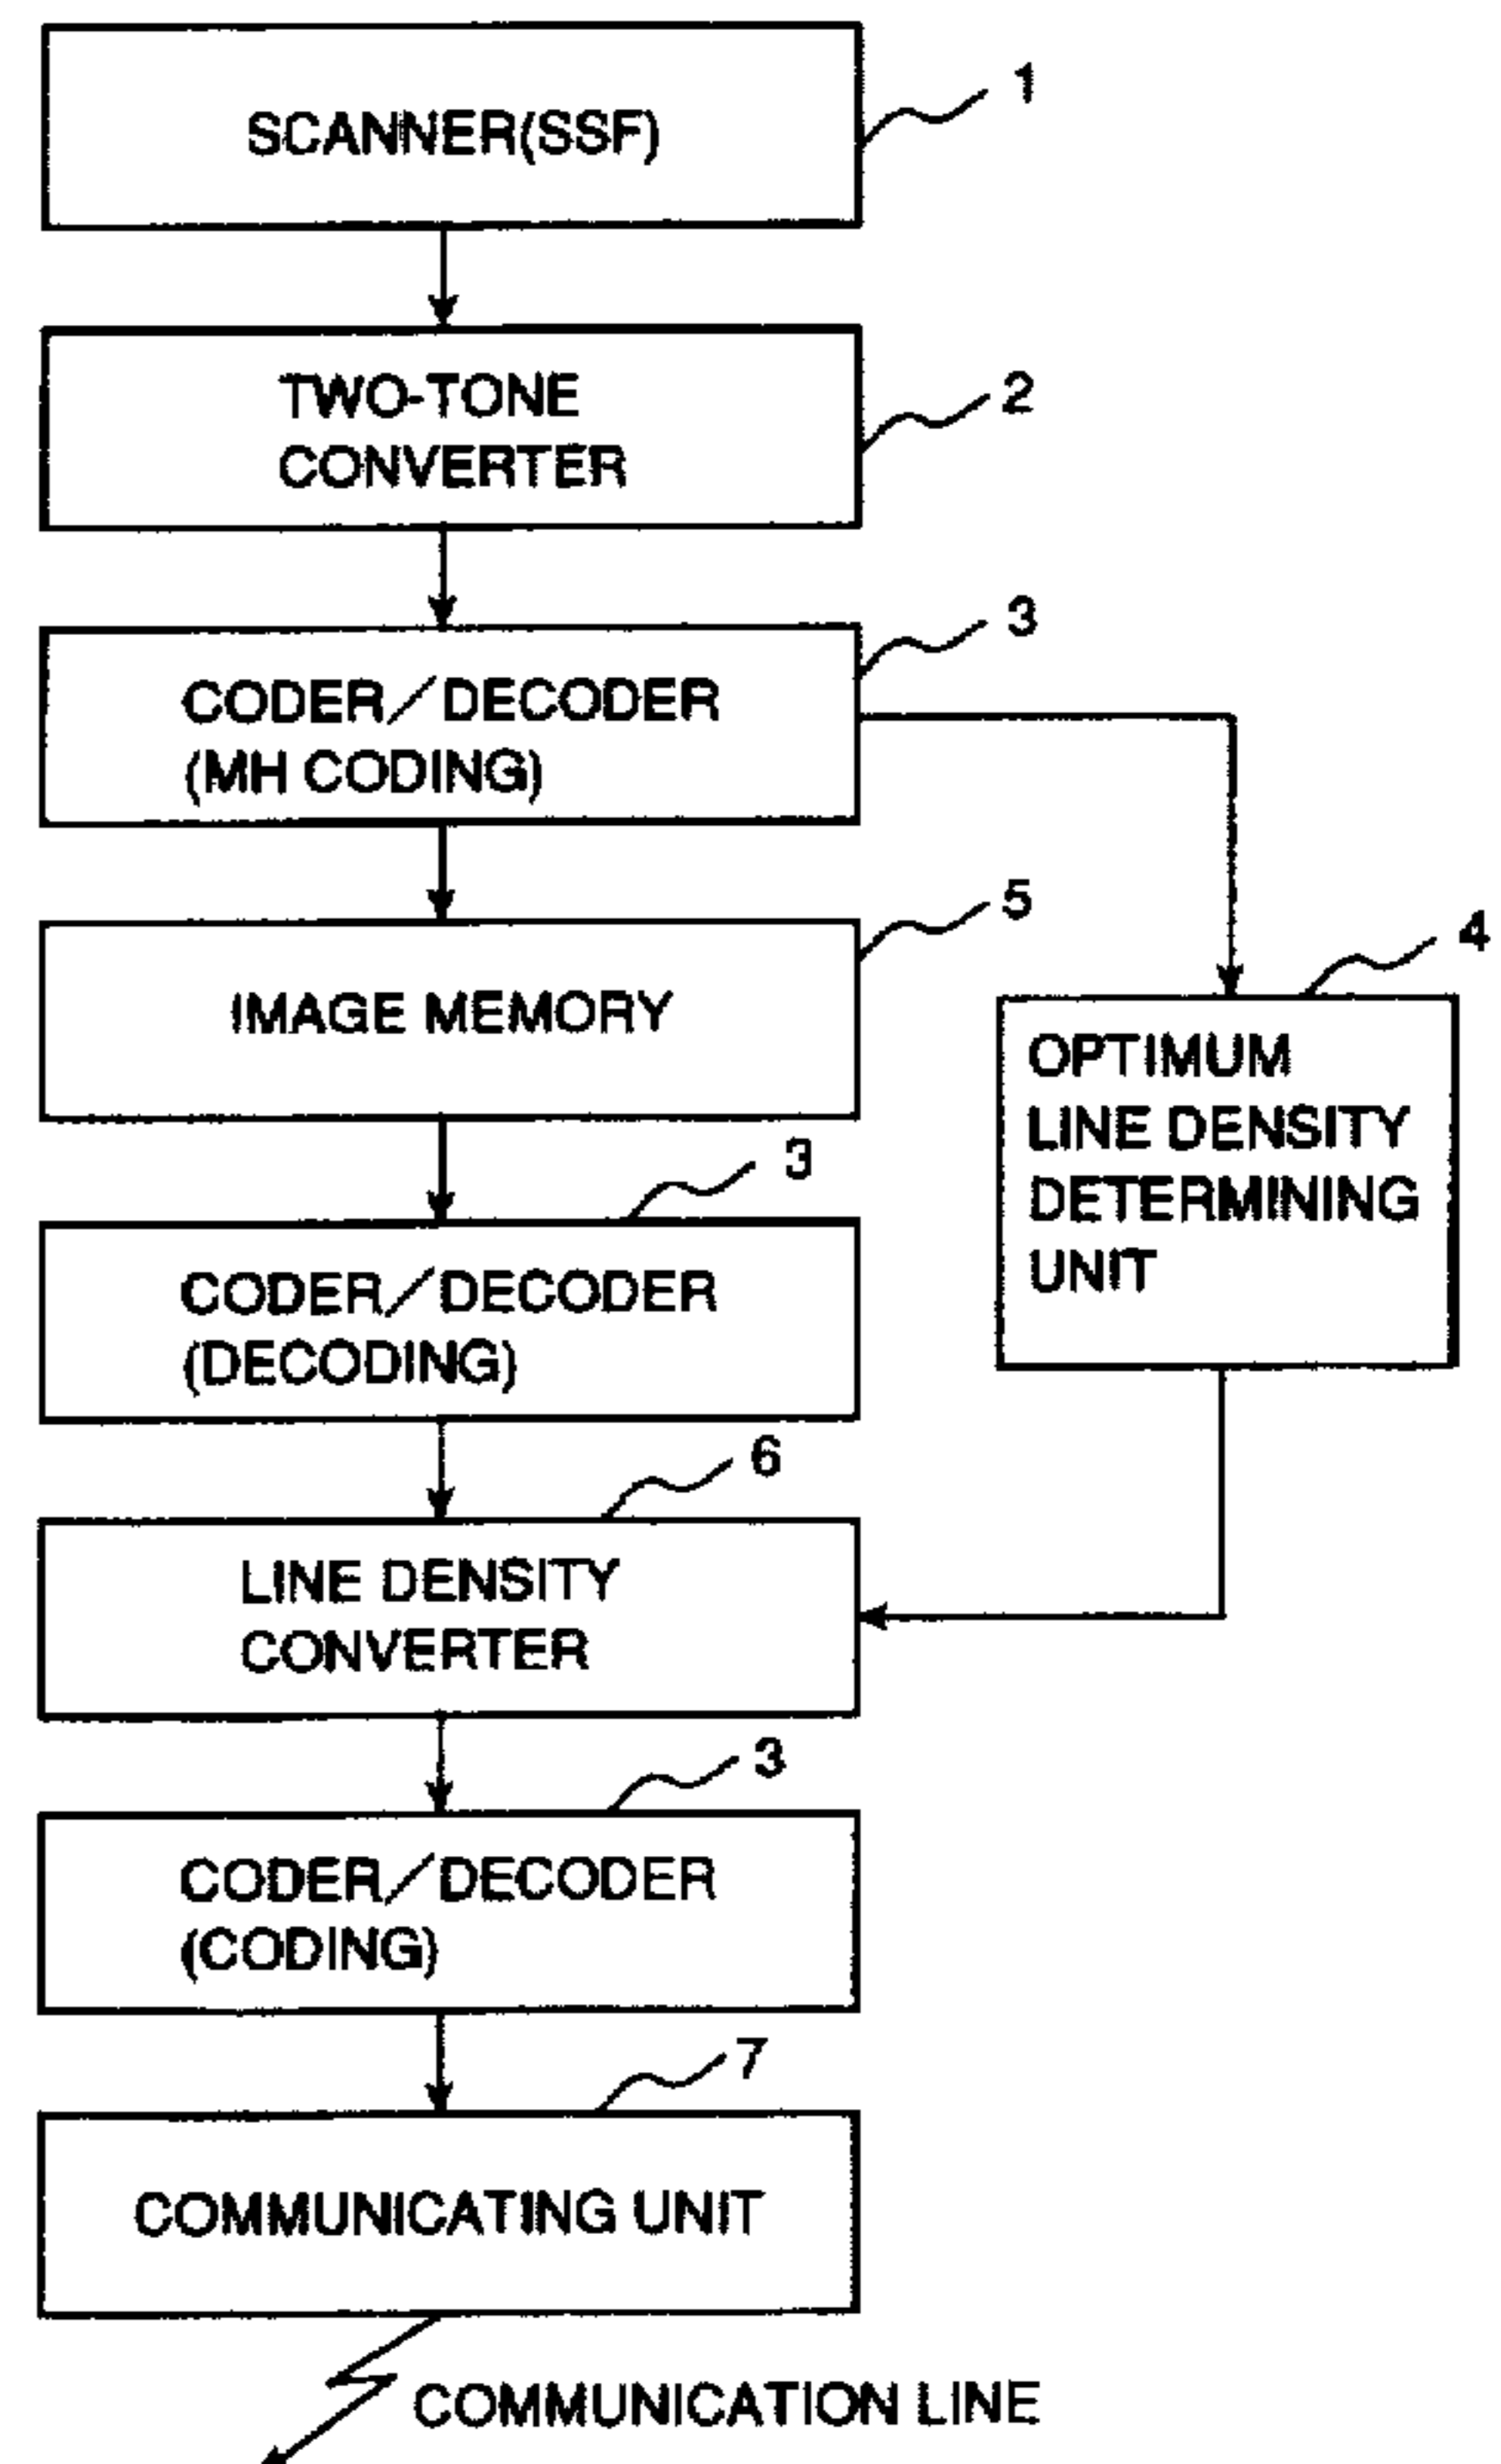 SCANNER(SSF)
1
TWO-TONE
CONVERTER
2
CODER/DECODER
(MH CODING)
3
IMAGE MEMORY
5
OPTIMUM
LINE DENSITY
DETERMINING
UNIT
4
CODER/DECODER
(DECODING)
3
LINE DENSITY
CONVERTER
6
CODER/DECODER
(CODING)
3
COMMUNICATING UNIT
7
COMMUNICATION LINE